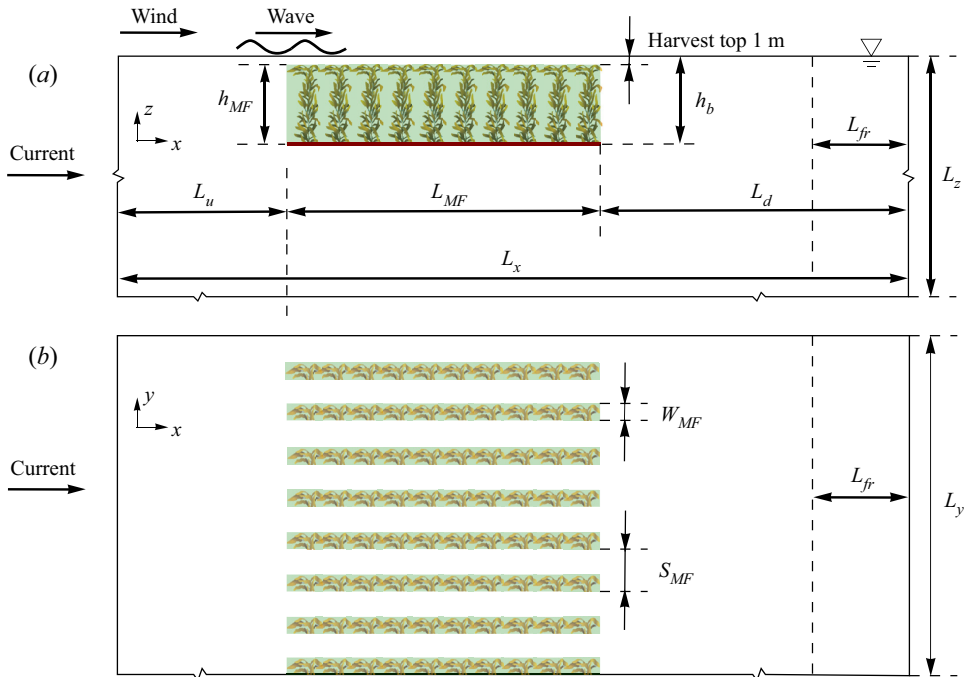 Wind
Wave
Harvest top 1 m
(a)
h_MF
h_b
z
x
L_fr
Current
L_z
L_u
L_MF
L_d
L_x
(b)
y
x
W_MF
Current
L_fr
L_y
S_MF